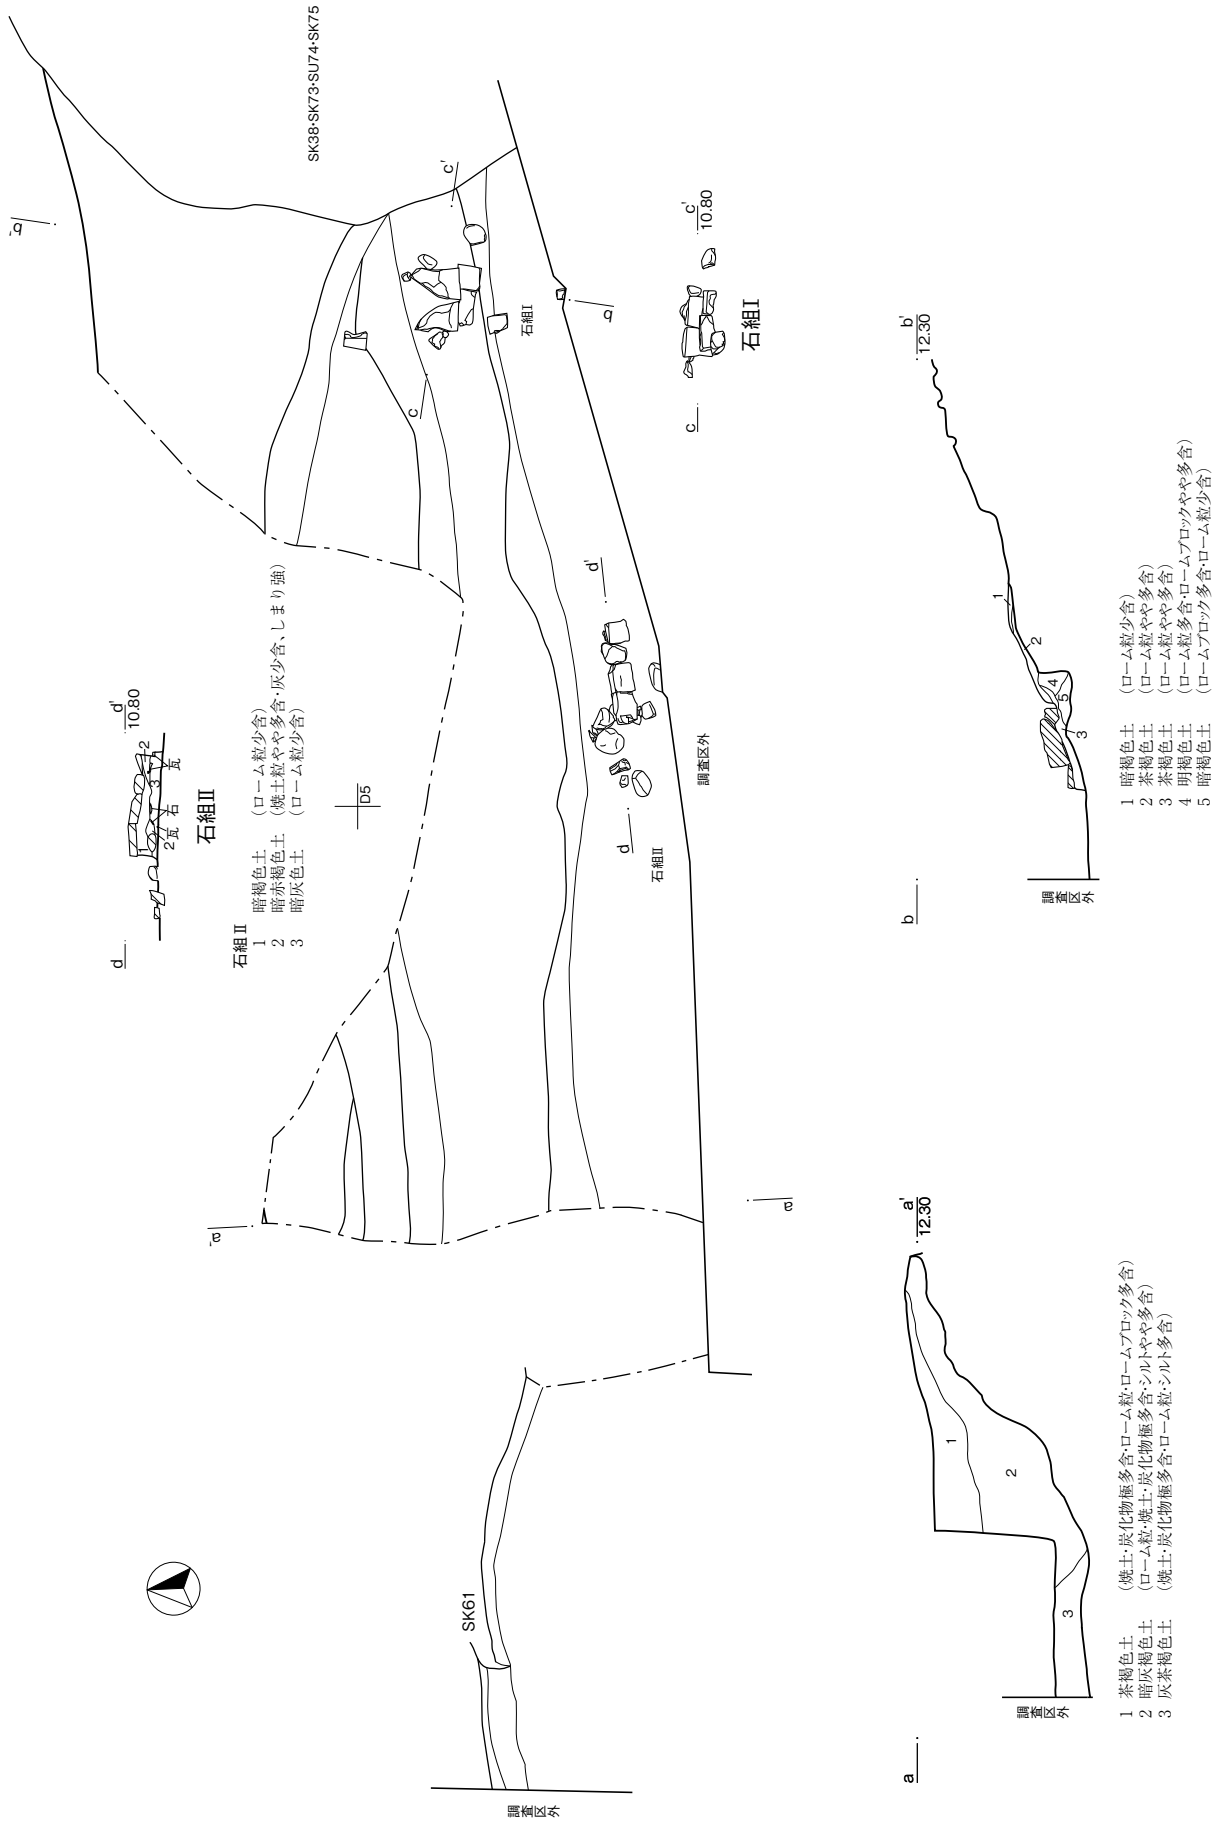 SK38・SK73・SU74・SK75
b'
c'
c
石組Ⅰ
b
d'
d
石組Ⅱ
調査区外
D5
a'
a
SK61
調査区外
d
d'
10.80
1
2
3
2
瓦
石
瓦
石組Ⅱ
石組Ⅱ
1 暗褐色土 (ローム粒少含)
2 暗赤褐色土 (焼土粒やや多含・灰少含、しまり強)
3 暗灰色土 (ローム粒少含)
c
c'
10.80
石組Ⅰ
b
b'
12.30
1
2
3
4
5
調査区外
1 暗褐色土 (ローム粒少含)
2 茶褐色土 (ローム粒やや多含)
3 茶褐色土 (ローム粒やや多含)
4 明褐色土 (ローム粒多含・ロームブロックやや多含)
5 暗褐色土 (ロームブロック多含・ローム粒少含)
a
a'
12.30
1
2
3
調査区外
1 茶褐色土 (焼土・炭化物極多含・ローム粒・ロームブロック多含)
2 暗灰褐色土 (ローム粒・焼土・炭化物極多含・シルトやや多含)
3 灰茶褐色土 (焼土・炭化物極多含・ローム粒・シルト多含)